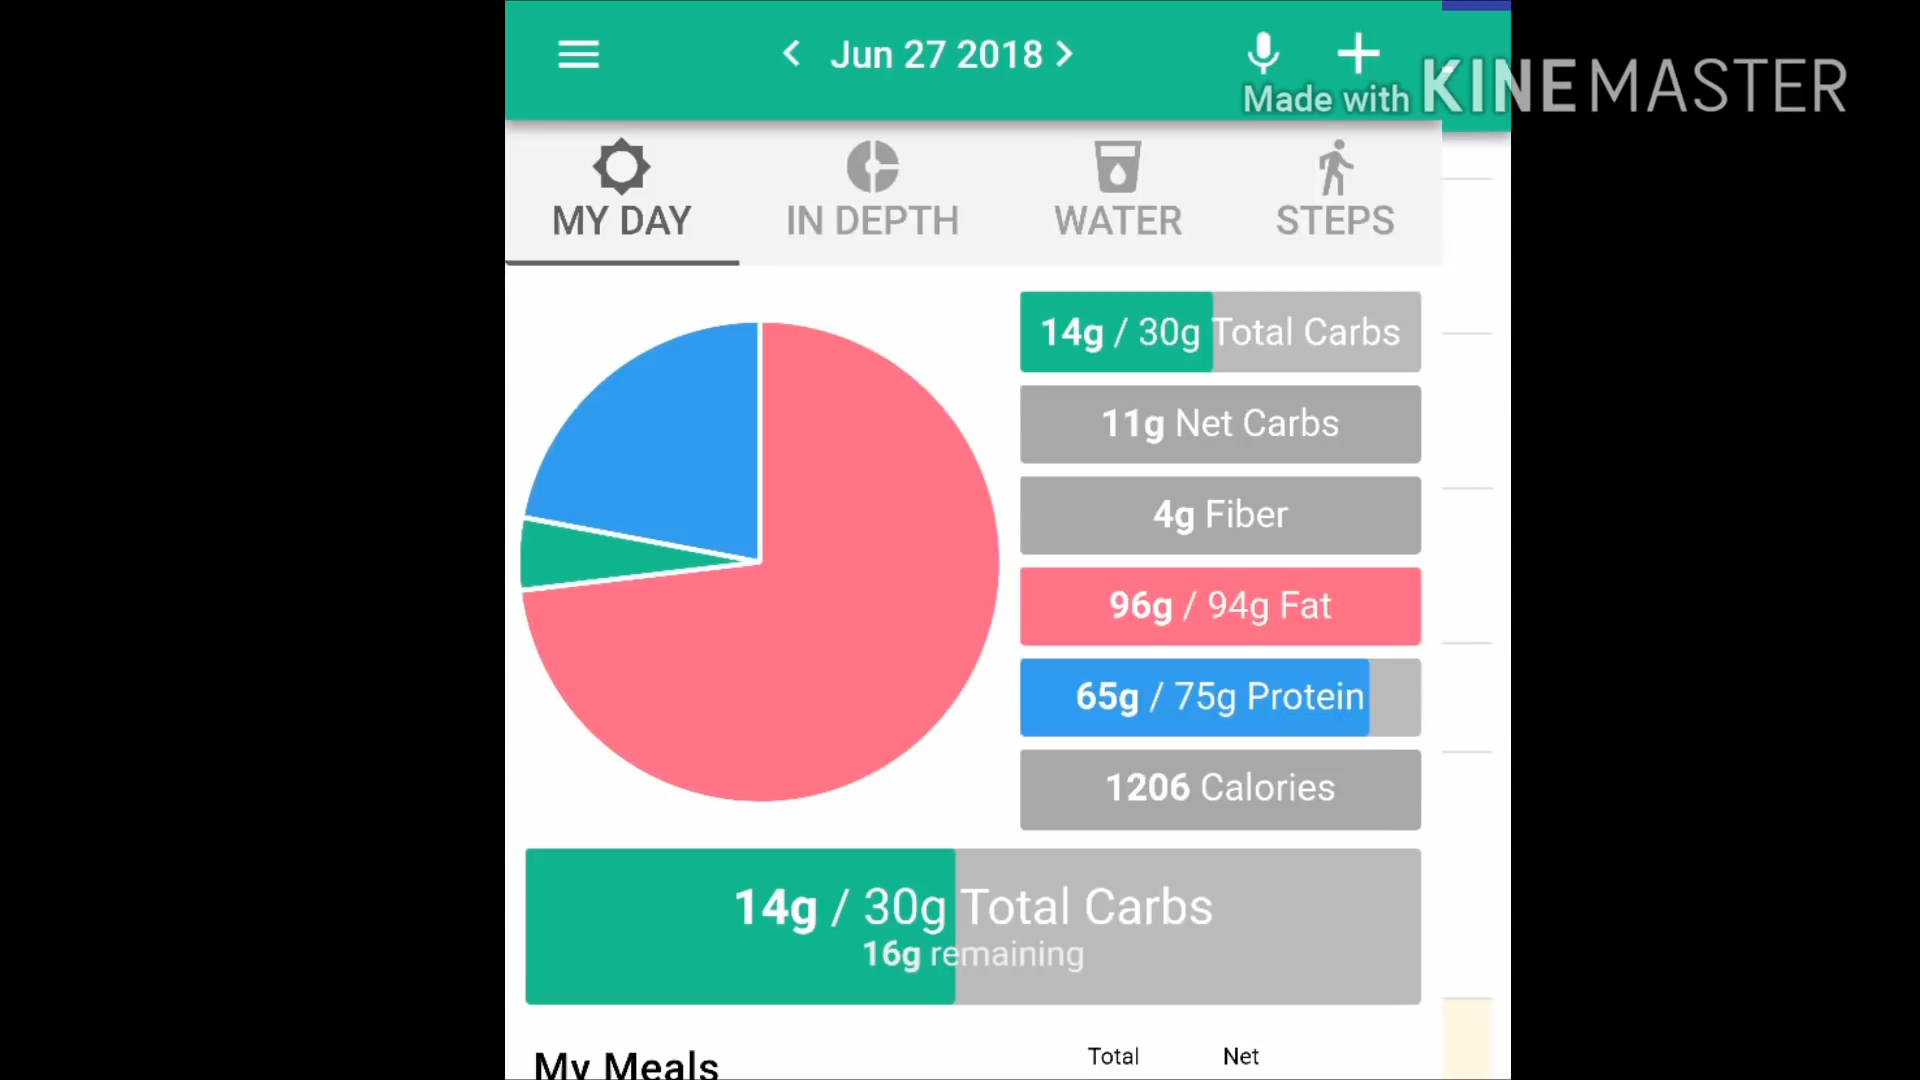 Jun 27 2018
Made with KINEMASTER
MY DAY
IN DEPTH
WATER
STEPS
14g / 30g Total Carbs
11g Net Carbs
4g Fiber
96g / 94g Fat
65g / 75g Protein
1206 Calories
14g / 30g Total Carbs
16g remaining
My Meals
Total
Net